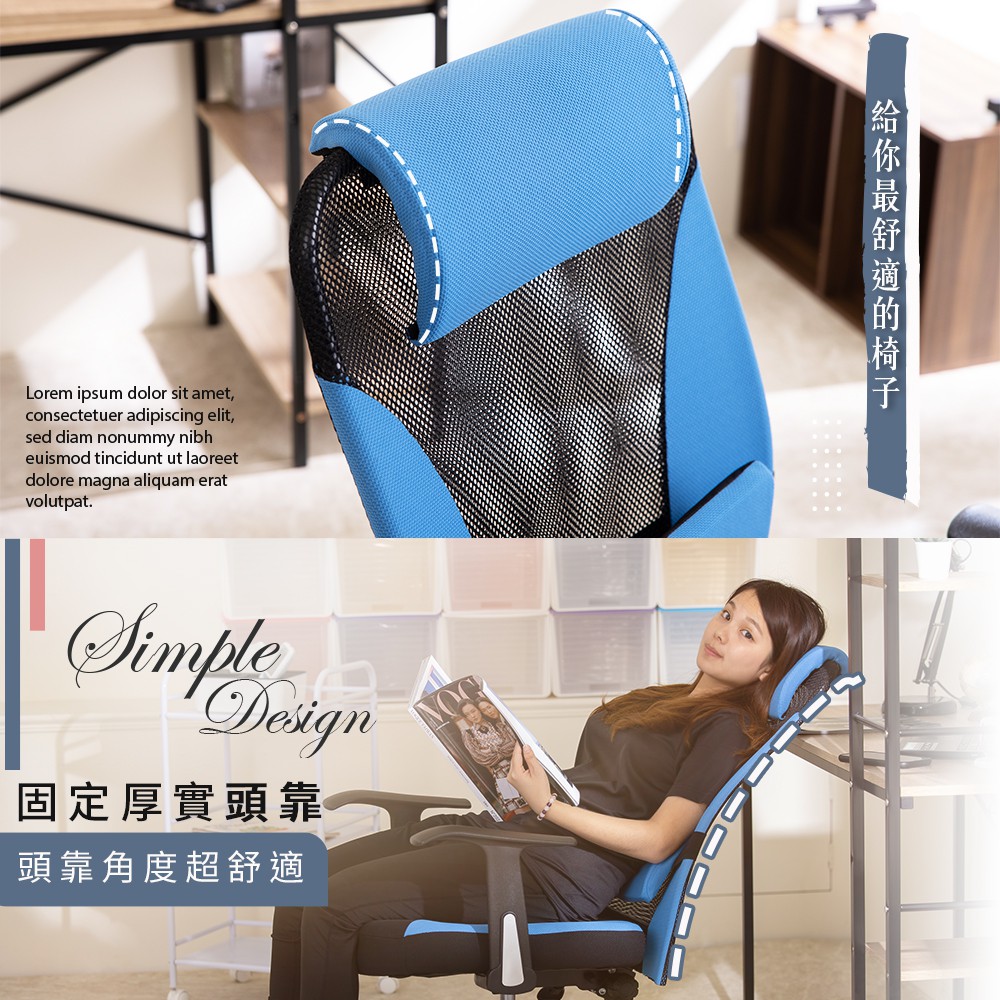 給你最舒適的椅子
Lorem ipsum dolor sit amet,
consectetuer adipiscing elit,
sed diam nonummy nibh
euismod tincidunt ut laoreet
dolore magna aliquam erat
volutpat.
Simple
Design
固定厚實頭靠
頭靠角度超舒適